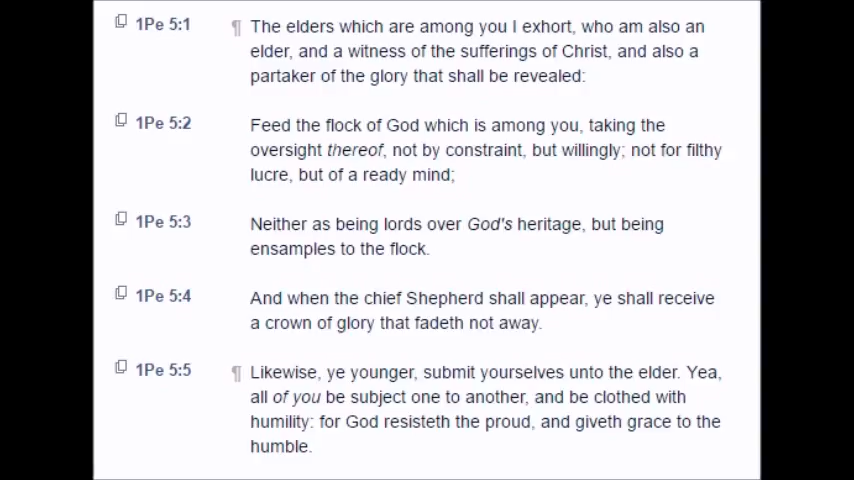 1Pe 5:1 ¶ The elders which are among you I exhort, who am also an
elder, and a witness of the sufferings of Christ, and also a
partaker of the glory that shall be revealed:
1Pe 5:2 Feed the flock of God which is among you, taking the
oversight thereof, not by constraint, but willingly; not for filthy
lucre, but of a ready mind;
1Pe 5:3 Neither as being lords over God's heritage, but being
ensamples to the flock.
1Pe 5:4 And when the chief Shepherd shall appear, ye shall receive
a crown of glory that fadeth not away.
1Pe 5:5 ¶ Likewise, ye younger, submit yourselves unto the elder. Yea,
all of you be subject one to another, and be clothed with
humility: for God resisteth the proud, and giveth grace to the
humble.